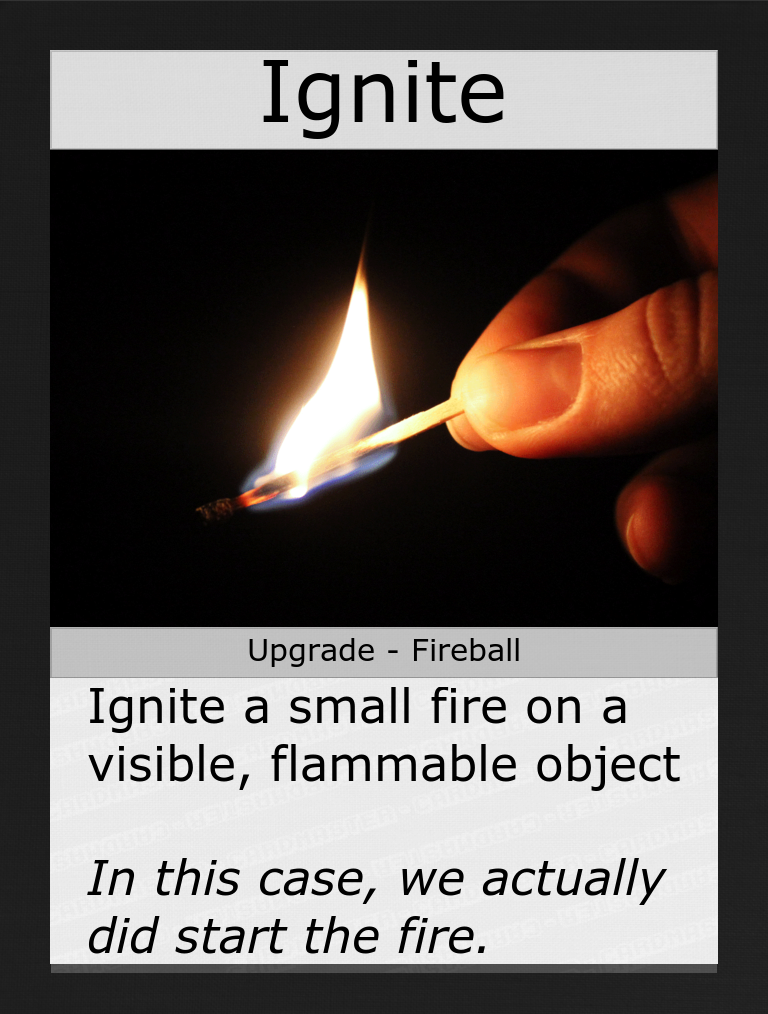 Ignite
Upgrade - Fireball
Ignite a small fire on a
visible, flammable object
In this case, we actually
did start the fire.